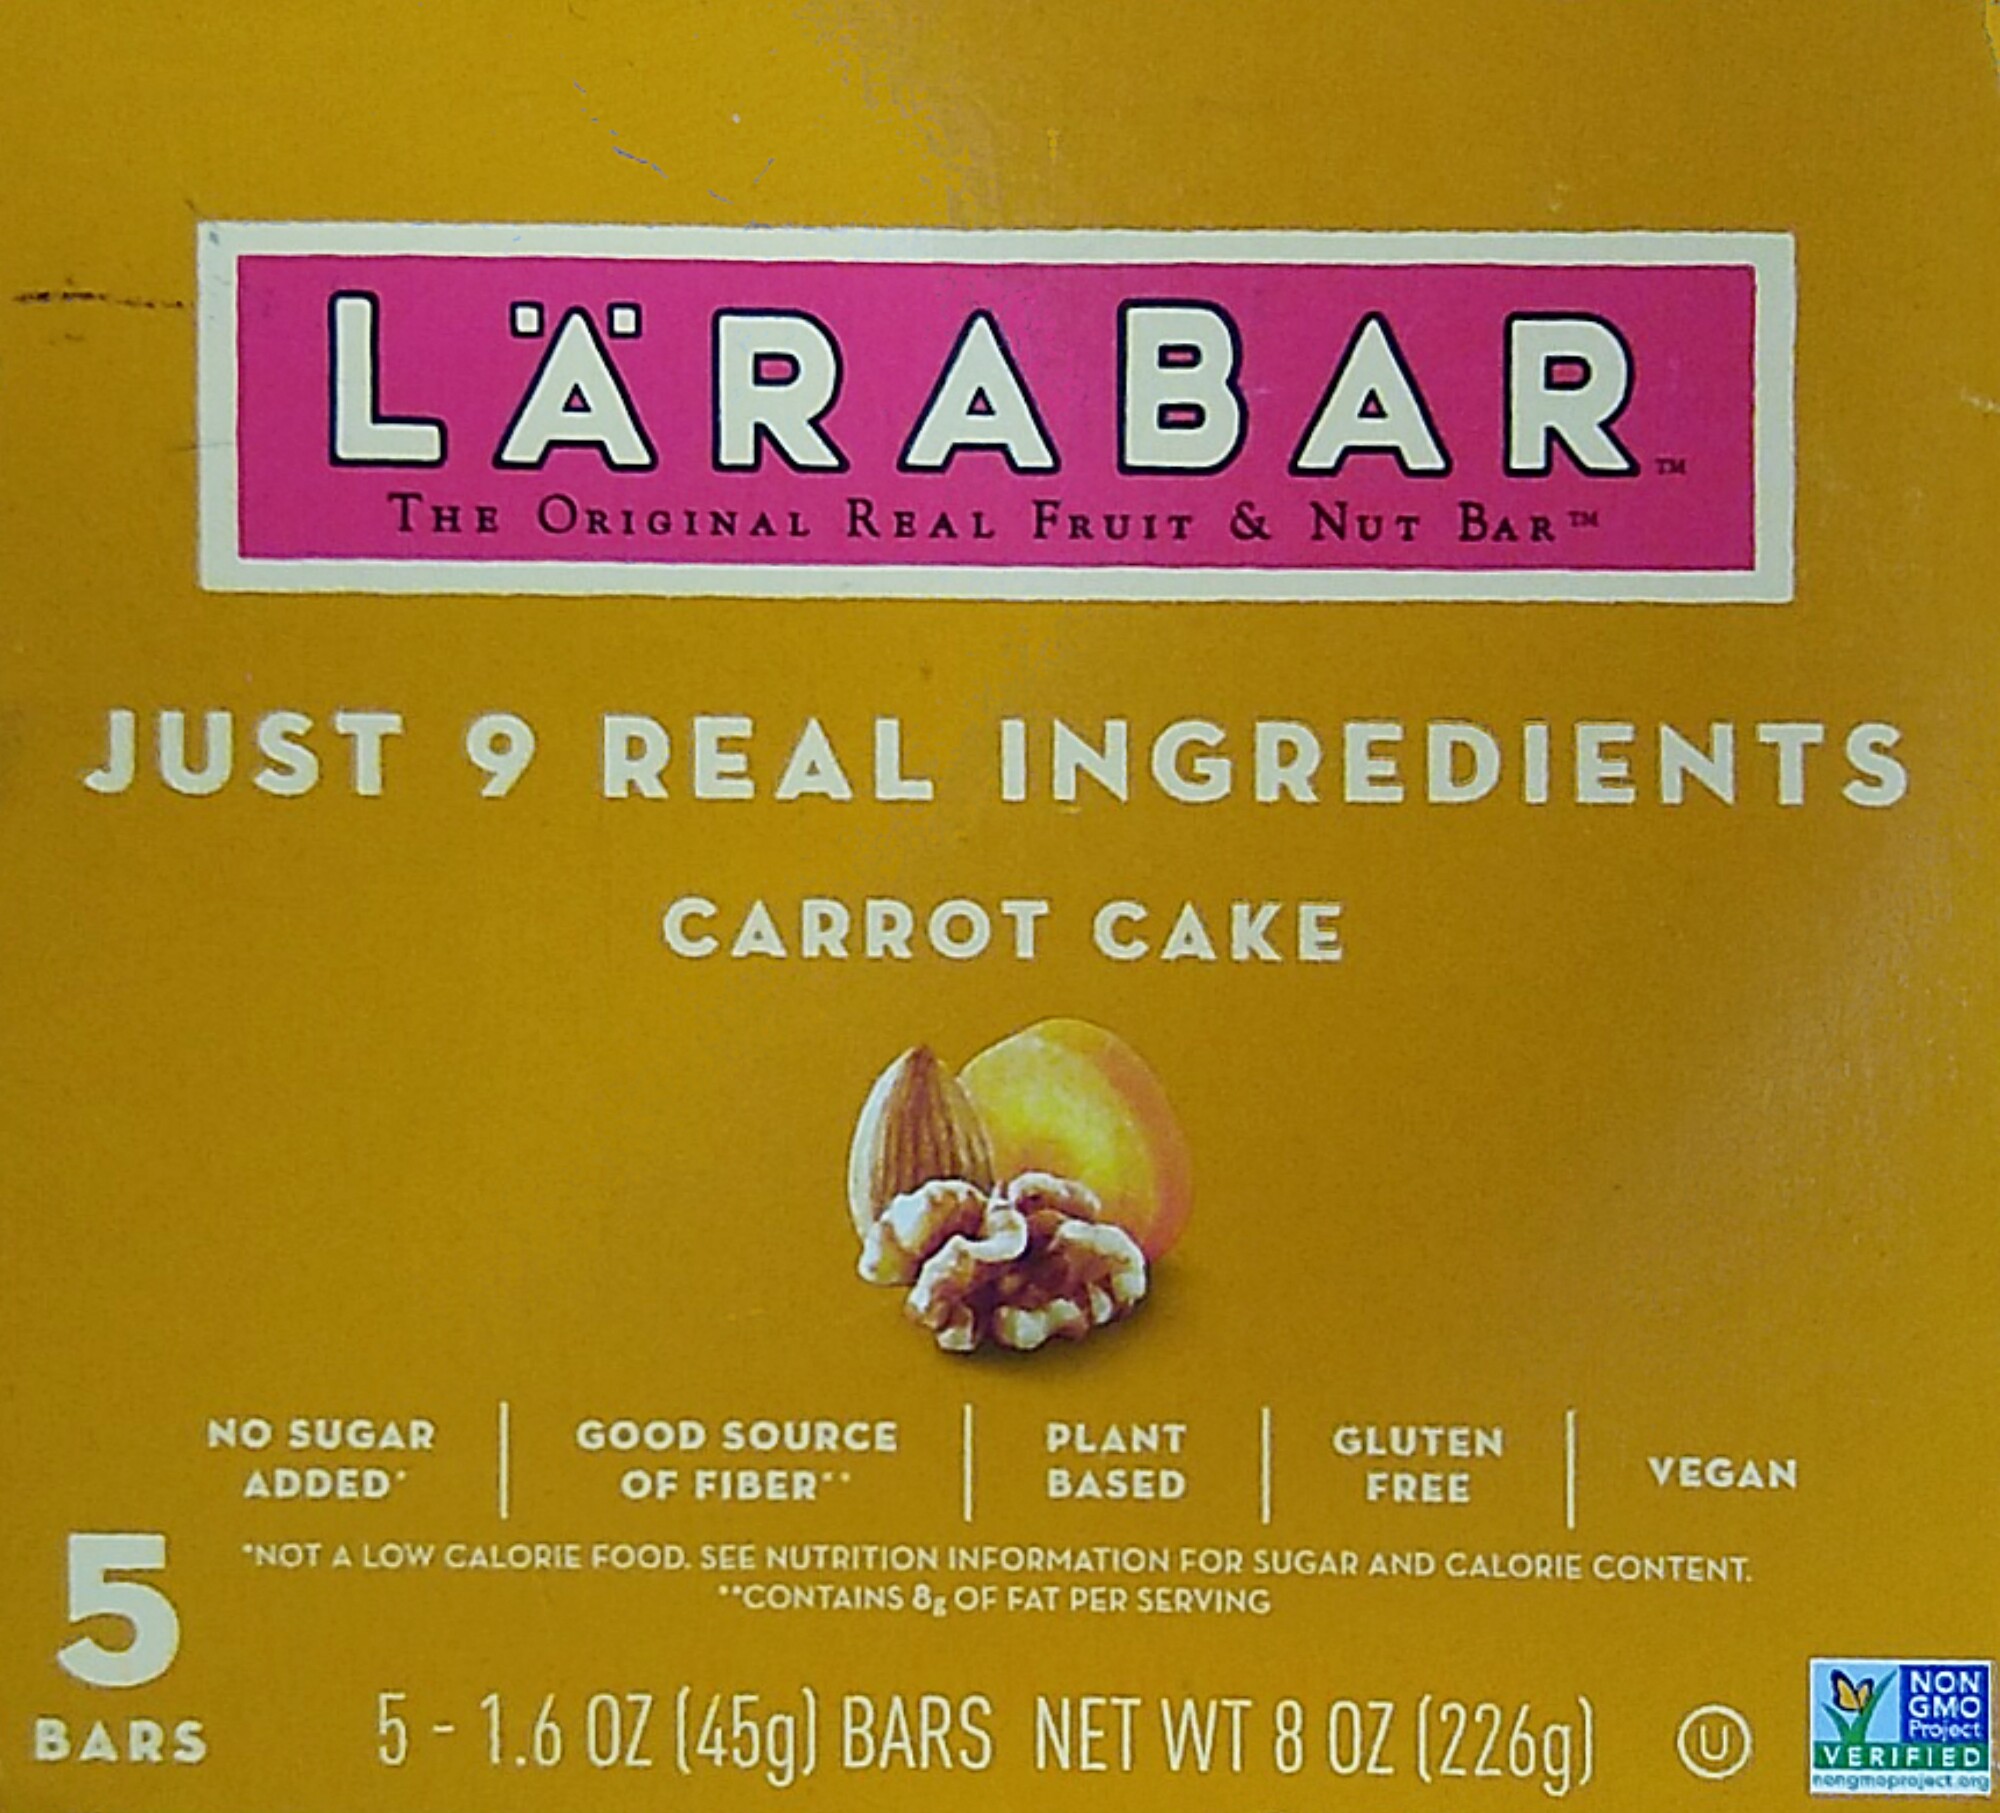 LÄRABAR™
THE ORIGINAL REAL FRUIT & NUT BAR™
JUST 9 REAL INGREDIENTS
CARROT CAKE
NO SUGAR
ADDED*
GOOD SOURCE
OF FIBER**
PLANT
BASED
GLUTEN
FREE
VEGAN
*NOT A LOW CALORIE FOOD. SEE NUTRITION INFORMATION FOR SUGAR AND CALORIE CONTENT.
**CONTAINS 8g OF FAT PER SERVING
5
BARS
5 - 1.6 OZ (45g) BARS NET WT 8 OZ (226g)
U
NON
GMO
Project
VERIFIED
nongmoproject.org